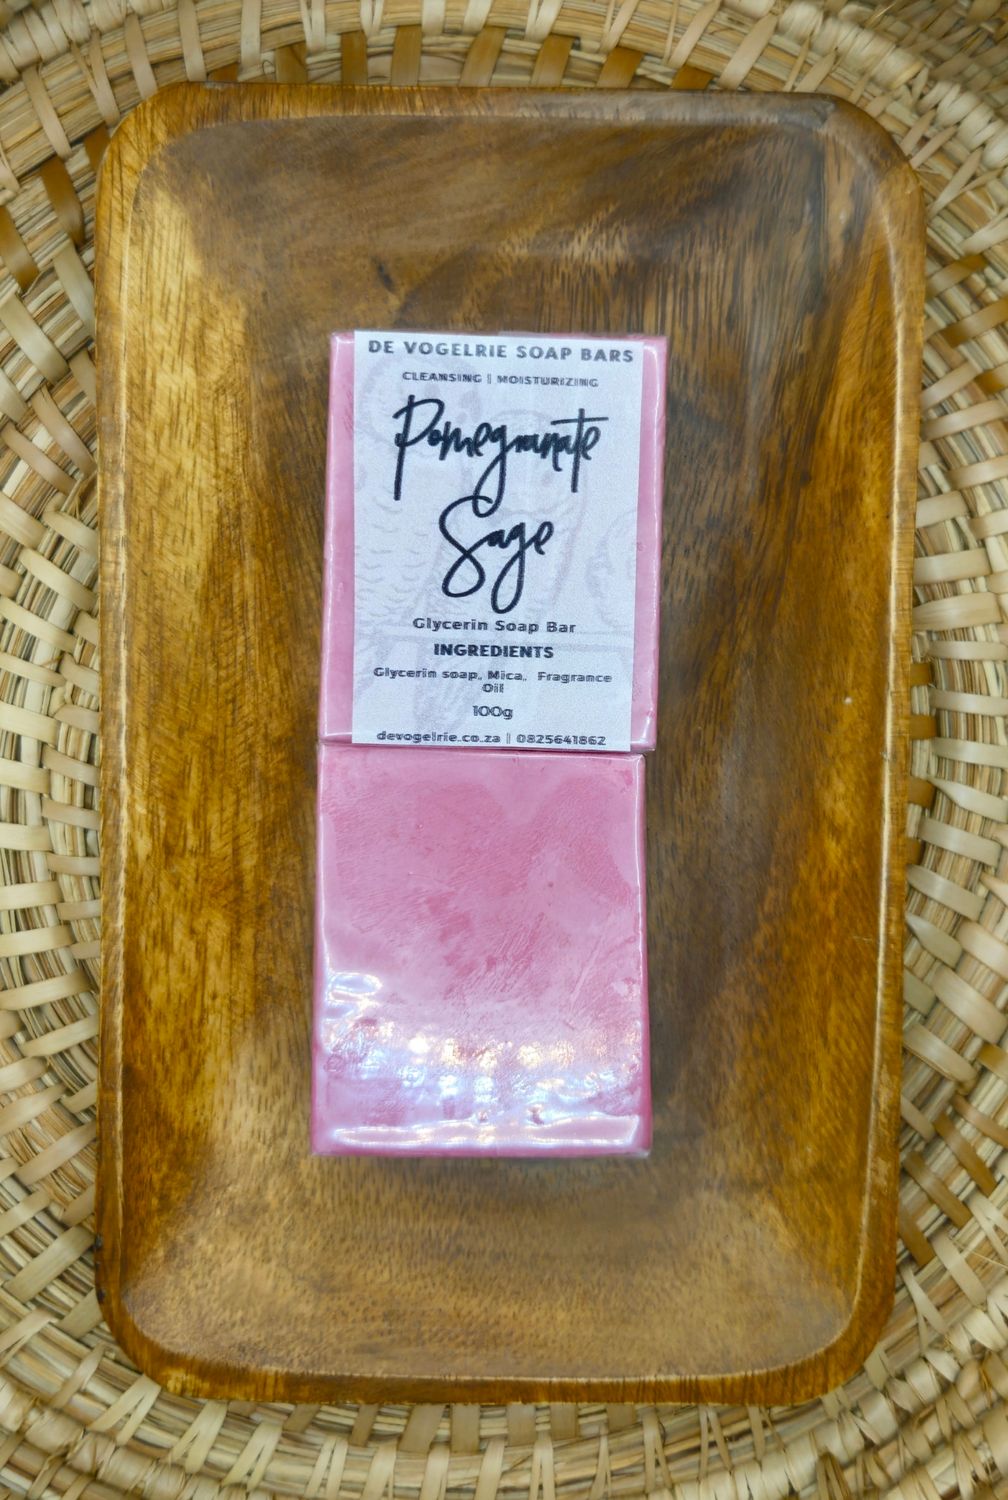 DE VOGELRIE SOAP BARS
CLEANSING | MOISTURIZING
Pomegranate
Sage
Glycerin Soap Bar
INGREDIENTS
Glycerin soap, Mica, Fragrance
Oil
100g
devogelrie.co.za | 0825641862